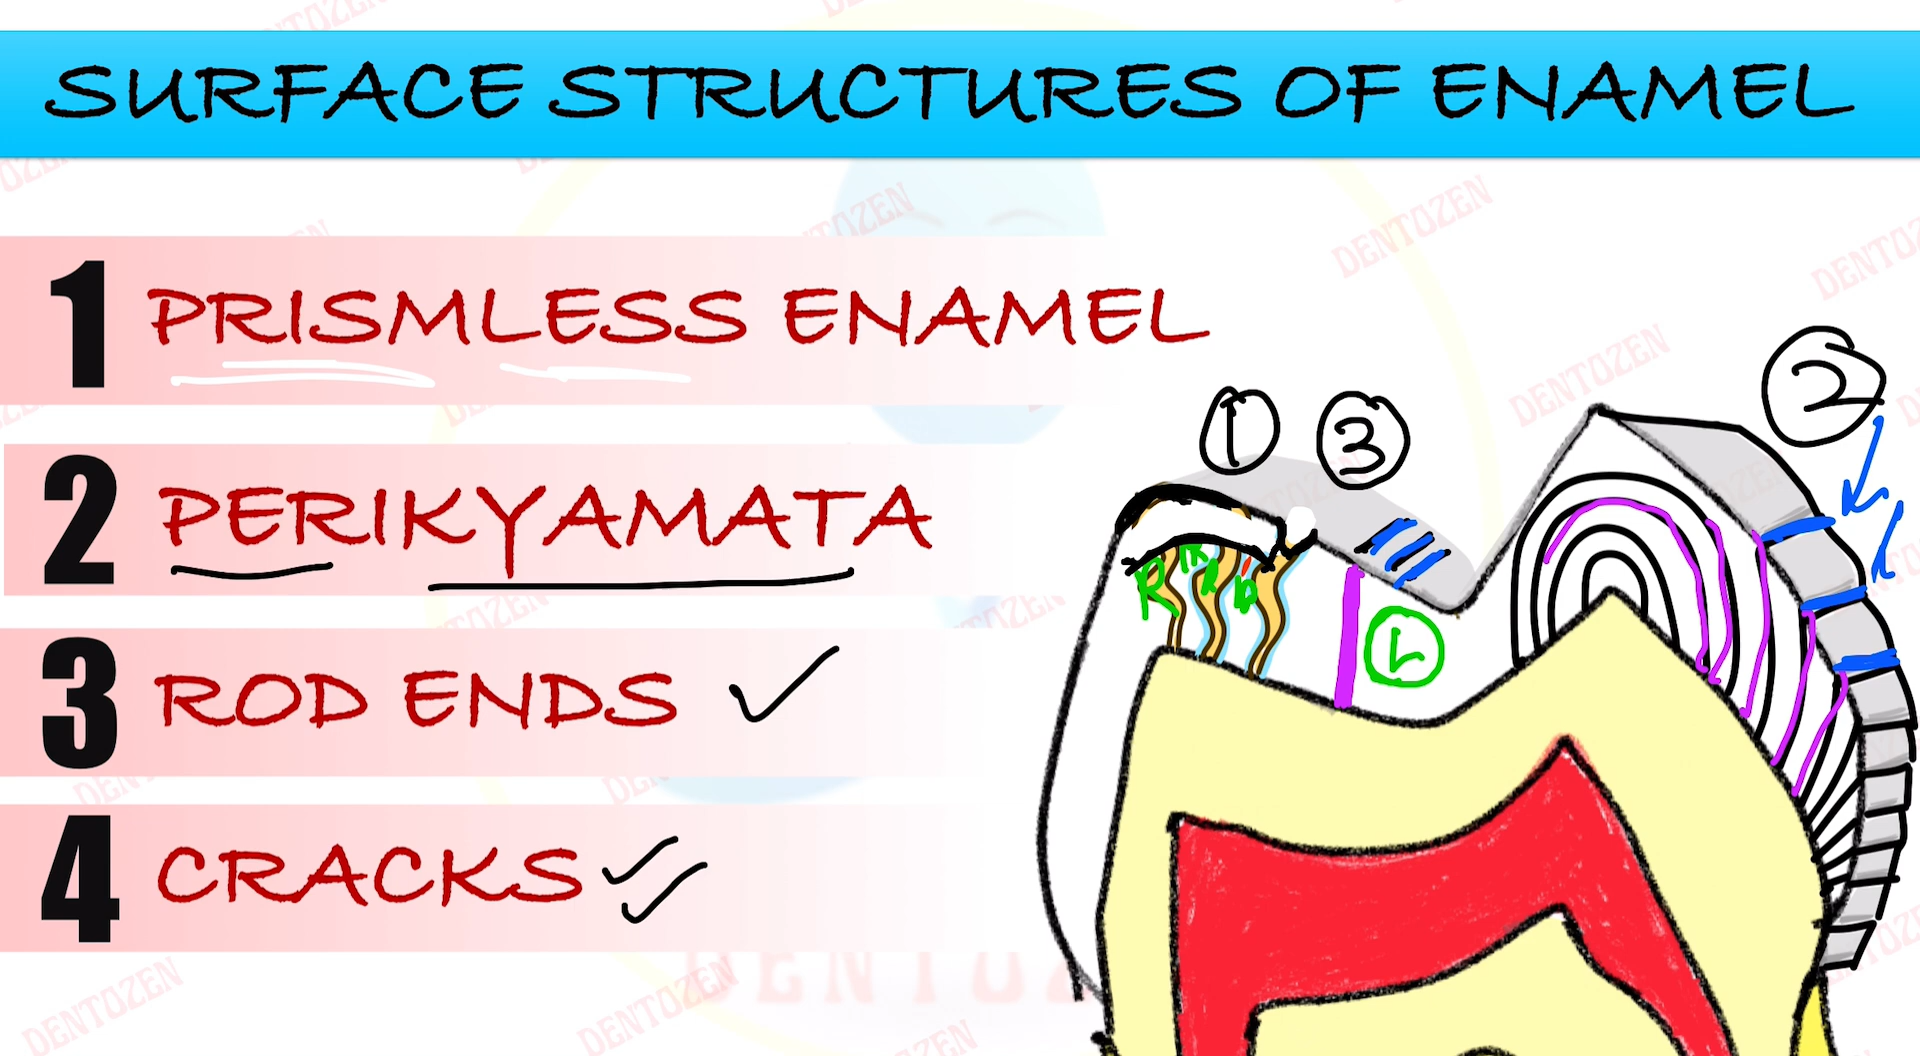 SURFACE STRUCTURES OF ENAMEL
1 PRISMLESS ENAMEL
2 PERIKYAMATA
3 ROD ENDS
4 CRACKS
1 3 2
R R R
L
DENTOZEN